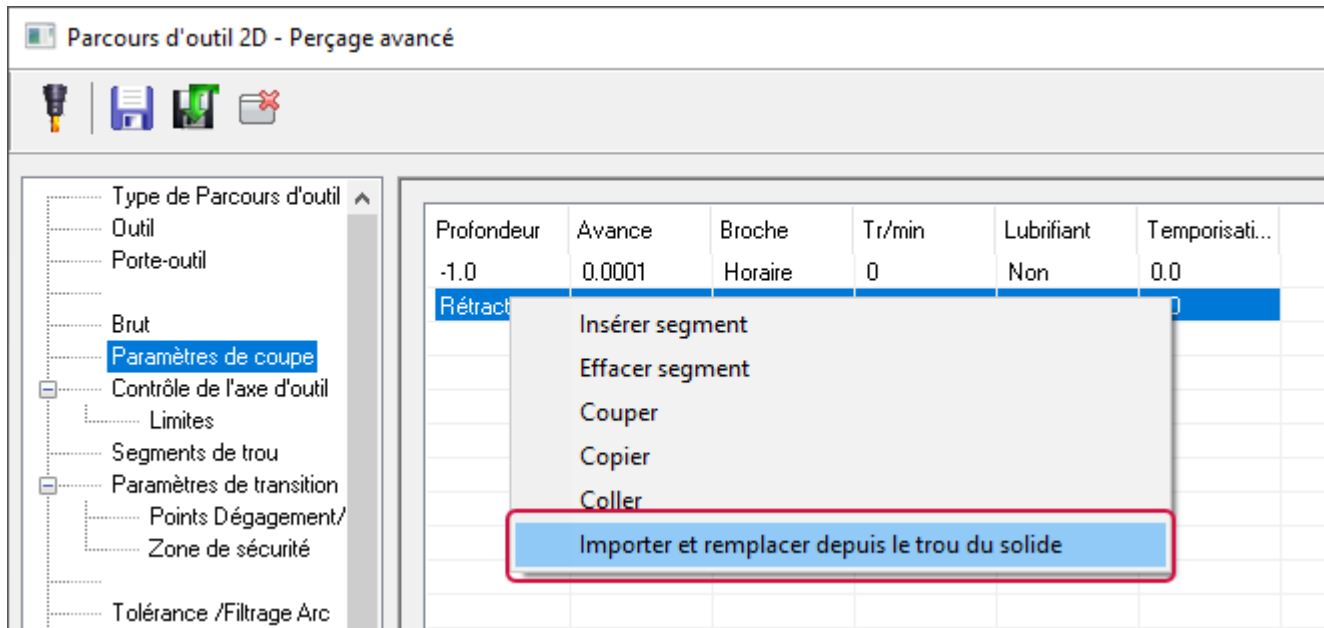 Parcours d'outil 2D - Perçage avancé
Type de Parcours d'outil
Outil
Porte-outil
Brut
Paramètres de coupe
Contrôle de l'axe d'outil
Limites
Segments de trou
Paramètres de transition
Points Dégagement/
Zone de sécurité
Tolérance /Filtrage Arc
Profondeur Avance Broche Tr/min Lubrifiant Temporisati...
-1.0 0.0001 Horaire 0 Non 0.0
Rétract
Insérer segment
Effacer segment
Couper
Copier
Coller
Importer et remplacer depuis le trou du solide